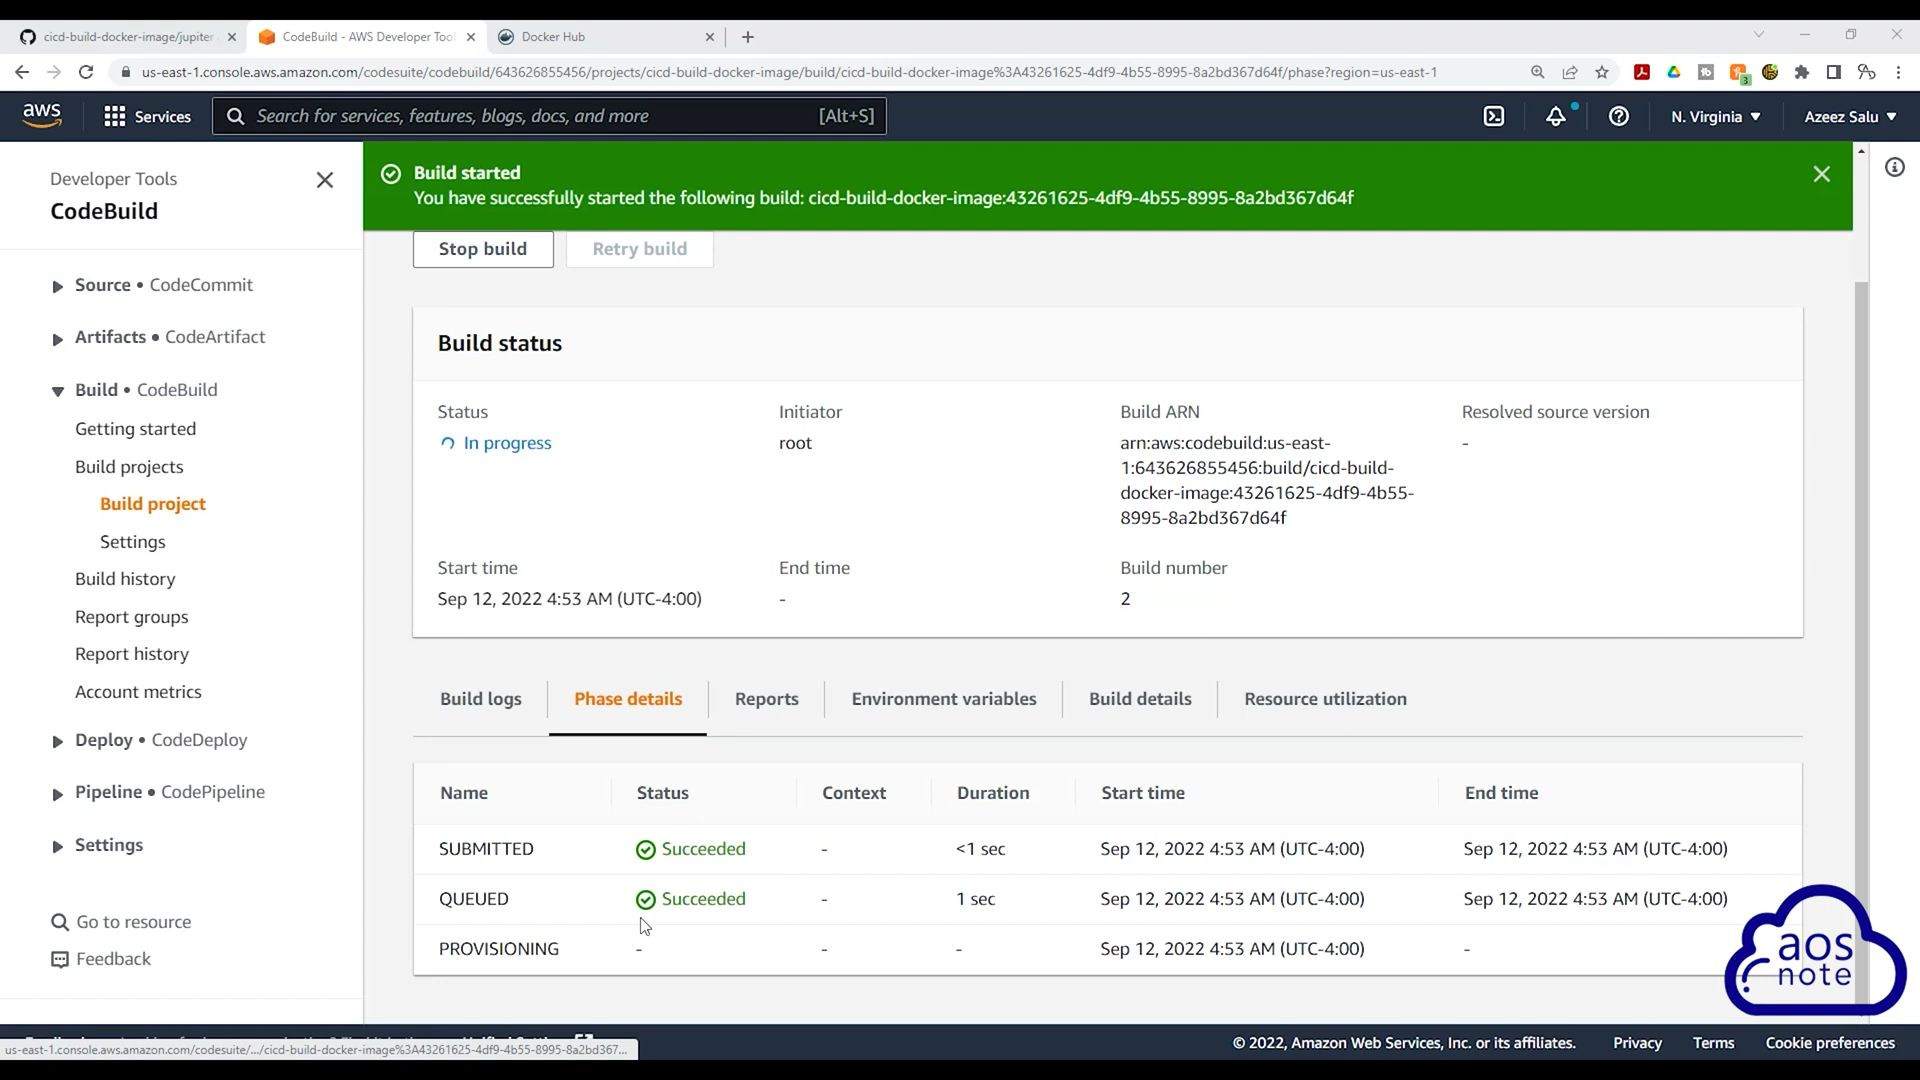 cicd-build-docker-image/jupiter
CodeBuild - AWS Developer Too
Docker Hub
us-east-1.console.aws.amazon.com/codesuite/codebuild/643626855456/projects/cicd-build-docker-image/build/cicd-build-docker-image%3A43261625-4df9-4b55-8995-8a2bd367d64f/phase?region=us-east-1
3
aws
Services
Search for services, features, blogs, docs, and more
[Alt+S]
N. Virginia
Azeez Salu
Developer Tools
CodeBuild
Source • CodeCommit
Artifacts • CodeArtifact
Build • CodeBuild
Getting started
Build projects
Build project
Settings
Build history
Report groups
Report history
Account metrics
Deploy • CodeDeploy
Pipeline • CodePipeline
Settings
Go to resource
Feedback
Build started
You have successfully started the following build: cicd-build-docker-image:43261625-4df9-4b55-8995-8a2bd367d64f
Stop build
Retry build
Build status
Status
In progress
Initiator
root
Build ARN
arn:aws:codebuild:us-east-
1:643626855456:build/cicd-build-
docker-image:43261625-4df9-4b55-
8995-8a2bd367d64f
Resolved source version
-
Start time
Sep 12, 2022 4:53 AM (UTC-4:00)
End time
-
Build number
2
Build logs
Phase details
Reports
Environment variables
Build details
Resource utilization
Name Status Context Duration Start time End time
SUBMITTED Succeeded - <1 sec Sep 12, 2022 4:53 AM (UTC-4:00) Sep 12, 2022 4:53 AM (UTC-4:00)
QUEUED Succeeded - 1 sec Sep 12, 2022 4:53 AM (UTC-4:00) Sep 12, 2022 4:53 AM (UTC-4:00)
PROVISIONING - - - Sep 12, 2022 4:53 AM (UTC-4:00) -
aos
note
us-east-1.console.aws.amazon.com/codesuite/.../cicd-build-docker-image%3A43261625-4df9-4b55-8995-8a2bd367...
© 2022, Amazon Web Services, Inc. or its affiliates.
Privacy
Terms
Cookie preferences